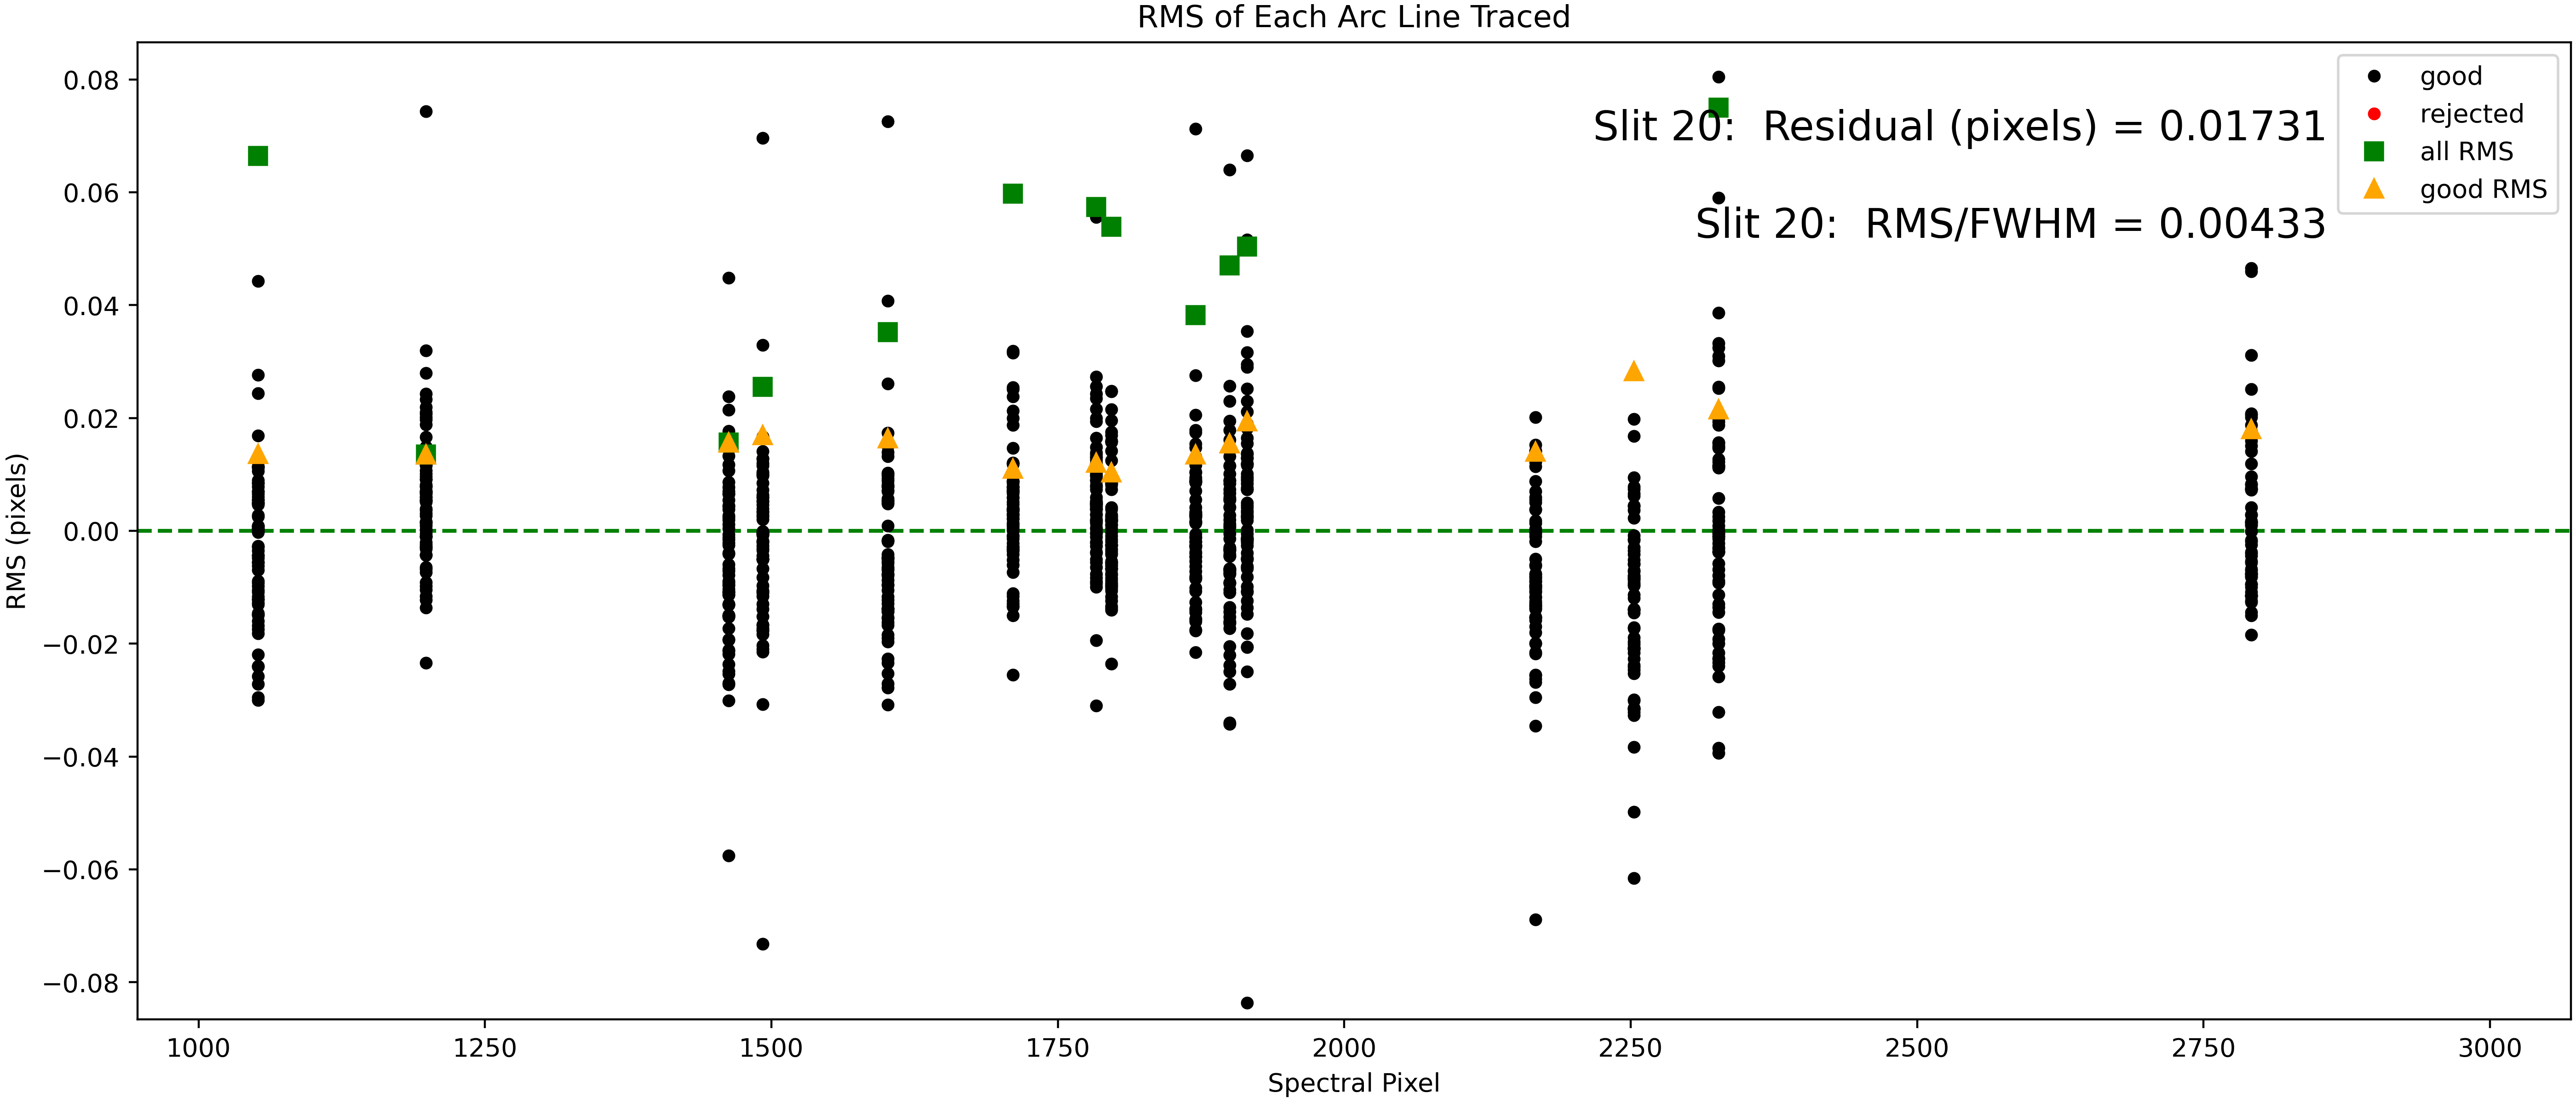 RMS of Each Arc Line Traced
good
rejected
all RMS
good RMS
Slit 20:  Residual (pixels) = 0.01731
Slit 20:  RMS/FWHM = 0.00433
RMS (pixels)
0.08
0.06
0.04
0.02
0.00
−0.02
−0.04
−0.06
−0.08
1000 1250 1500 1750 2000 2250 2500 2750 3000
Spectral Pixel